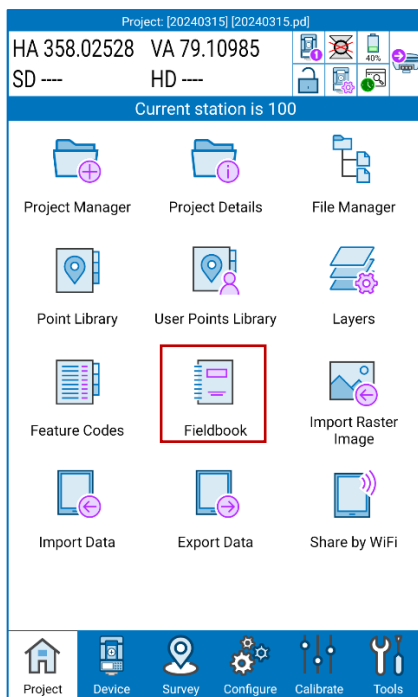 Project: [20240315] [20240315.pd]
HA 358.02528 VA 79.10985
1
40%
SD ---- HD ----
Current station is 100
Project Manager Project Details File Manager
Point Library User Points Library Layers
Feature Codes Fieldbook Import Raster
Image
Import Data Export Data Share by WiFi
Project Device Survey Configure Calibrate Tools